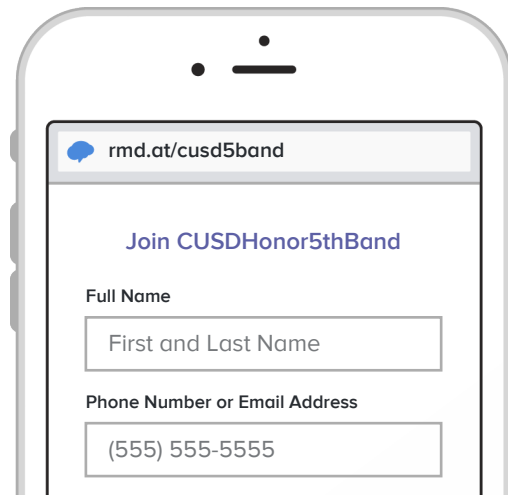 rmd.at/cusd5band
Join CUSDHonor5thBand
Full Name
First and Last Name
Phone Number or Email Address
(555) 555-5555